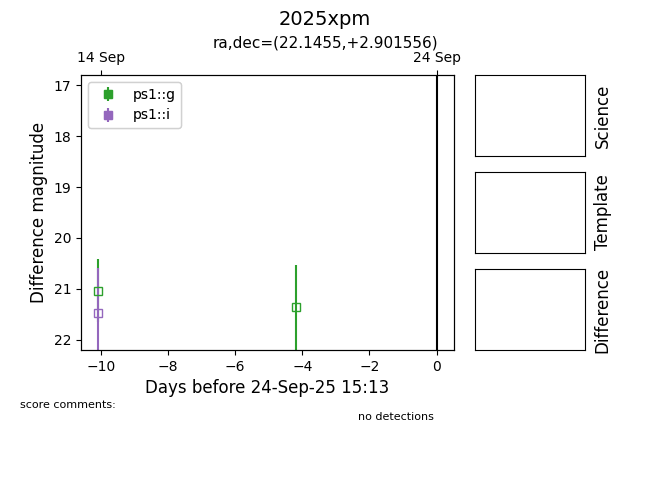 2025xpm
ra,dec=(22.1455,+2.901556)
14 Sep
24 Sep
ps1::g
ps1::i
17
18
19
20
21
22
Difference magnitude
−10
−8
−6
−4
−2
0
Days before 24-Sep-25 15:13
Science
Template
Difference
score comments:
no detections